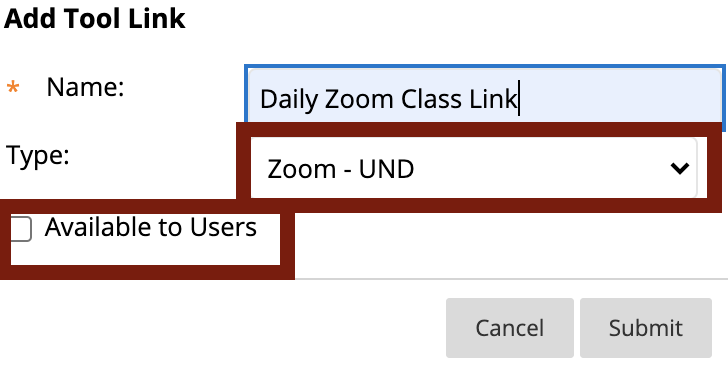 Add Tool Link
* Name: Daily Zoom Class Link
Type: Zoom - UND
Available to Users
Cancel Submit